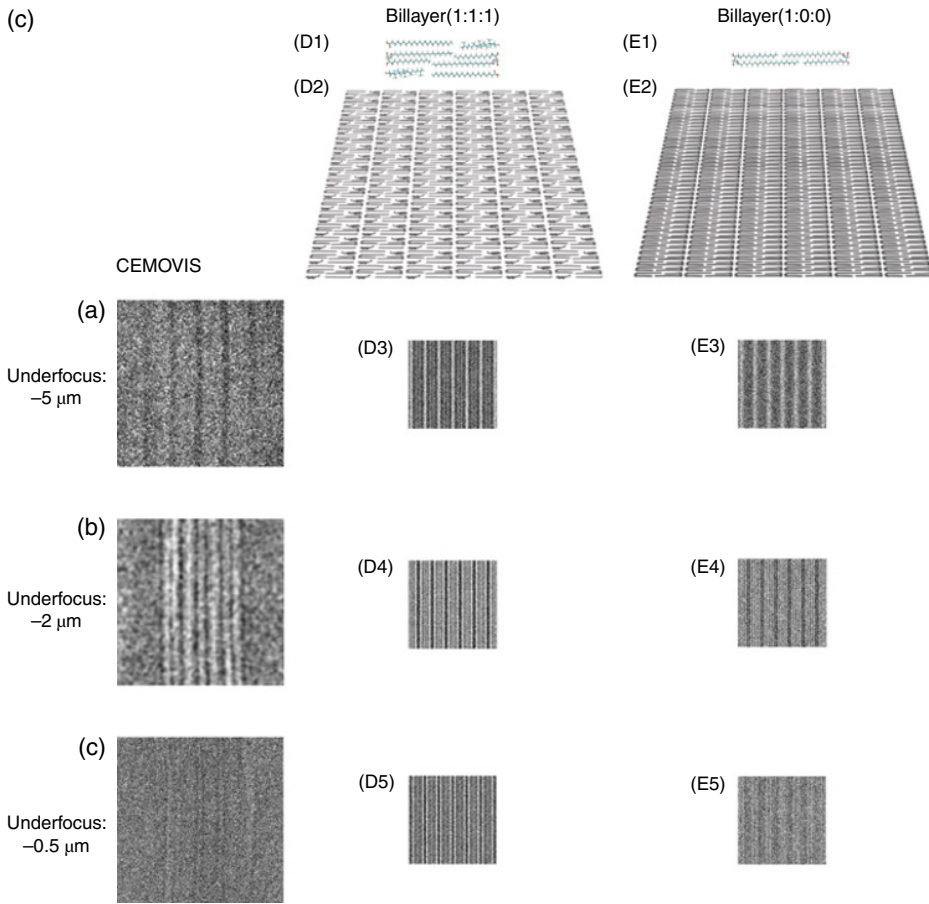 (c)
Billayer(1:1:1)
Billayer(1:0:0)
(D1)
(E1)
(D2)
(E2)
CEMOVIS
(a)
Underfocus:
–5 μm
(D3)
(E3)
(b)
Underfocus:
–2 μm
(D4)
(E4)
(c)
Underfocus:
–0.5 μm
(D5)
(E5)